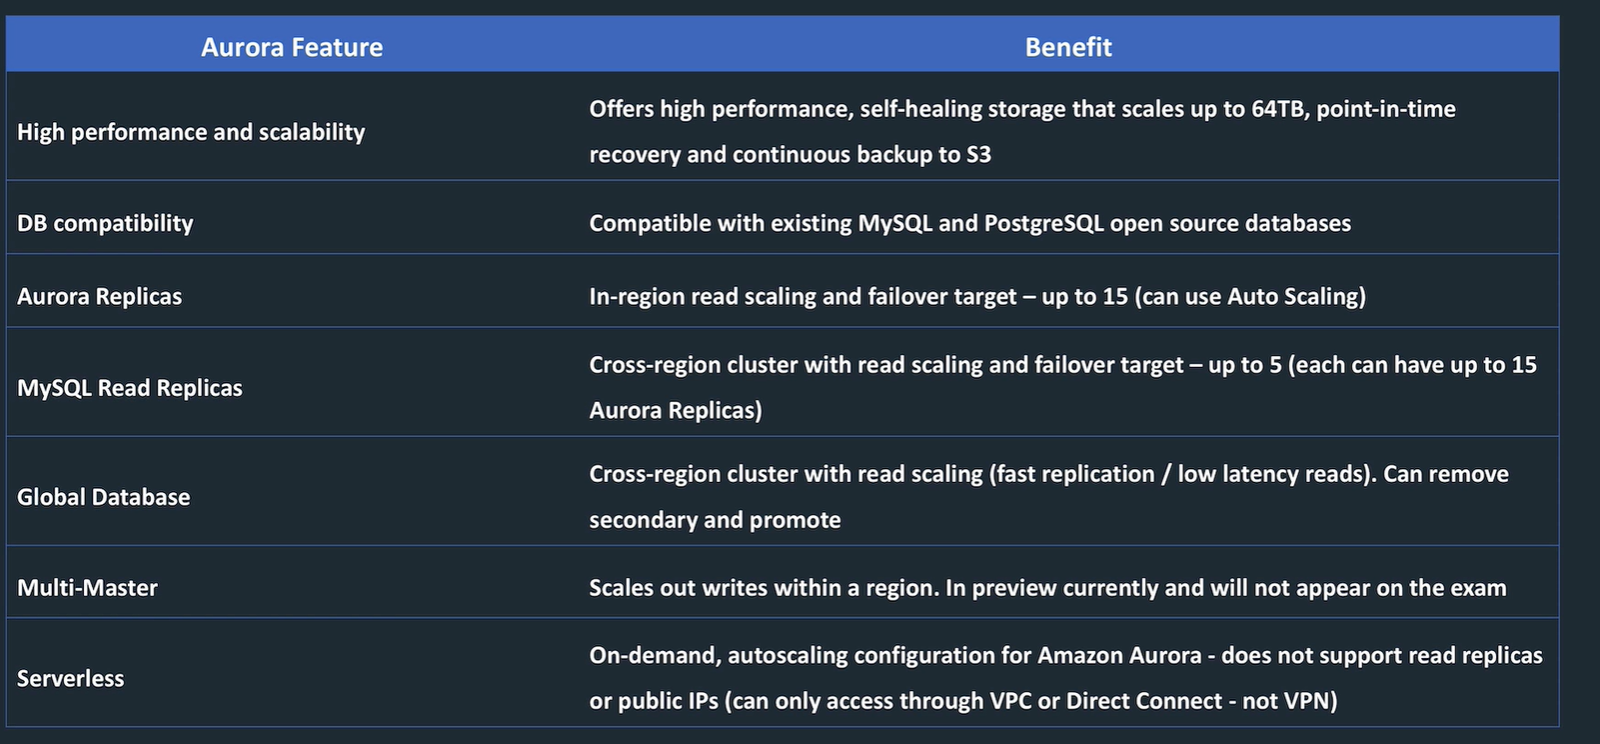 Aurora Feature
Benefit
High performance and scalability
Offers high performance, self-healing storage that scales up to 64TB, point-in-time
recovery and continuous backup to S3
DB compatibility
Compatible with existing MySQL and PostgreSQL open source databases
Aurora Replicas
In-region read scaling and failover target – up to 15 (can use Auto Scaling)
MySQL Read Replicas
Cross-region cluster with read scaling and failover target – up to 5 (each can have up to 15
Aurora Replicas)
Global Database
Cross-region cluster with read scaling (fast replication / low latency reads). Can remove
secondary and promote
Multi-Master
Scales out writes within a region. In preview currently and will not appear on the exam
Serverless
On-demand, autoscaling configuration for Amazon Aurora - does not support read replicas
or public IPs (can only access through VPC or Direct Connect - not VPN)